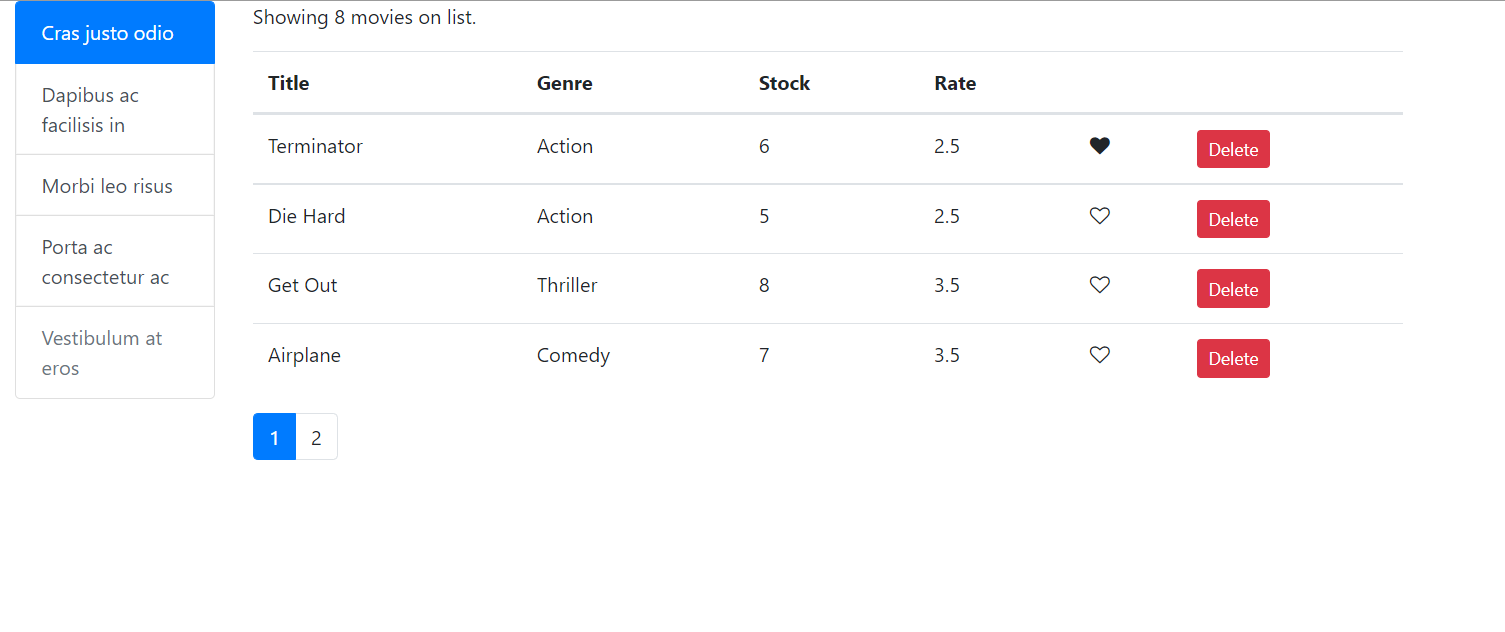 Cras justo odio
Dapibus ac
facilisis in
Morbi leo risus
Porta ac
consectetur ac
Vestibulum at
eros
Showing 8 movies on list.
Title Genre Stock Rate
Terminator Action 6 2.5 Delete
Die Hard Action 5 2.5 Delete
Get Out Thriller 8 3.5 Delete
Airplane Comedy 7 3.5 Delete
1 2